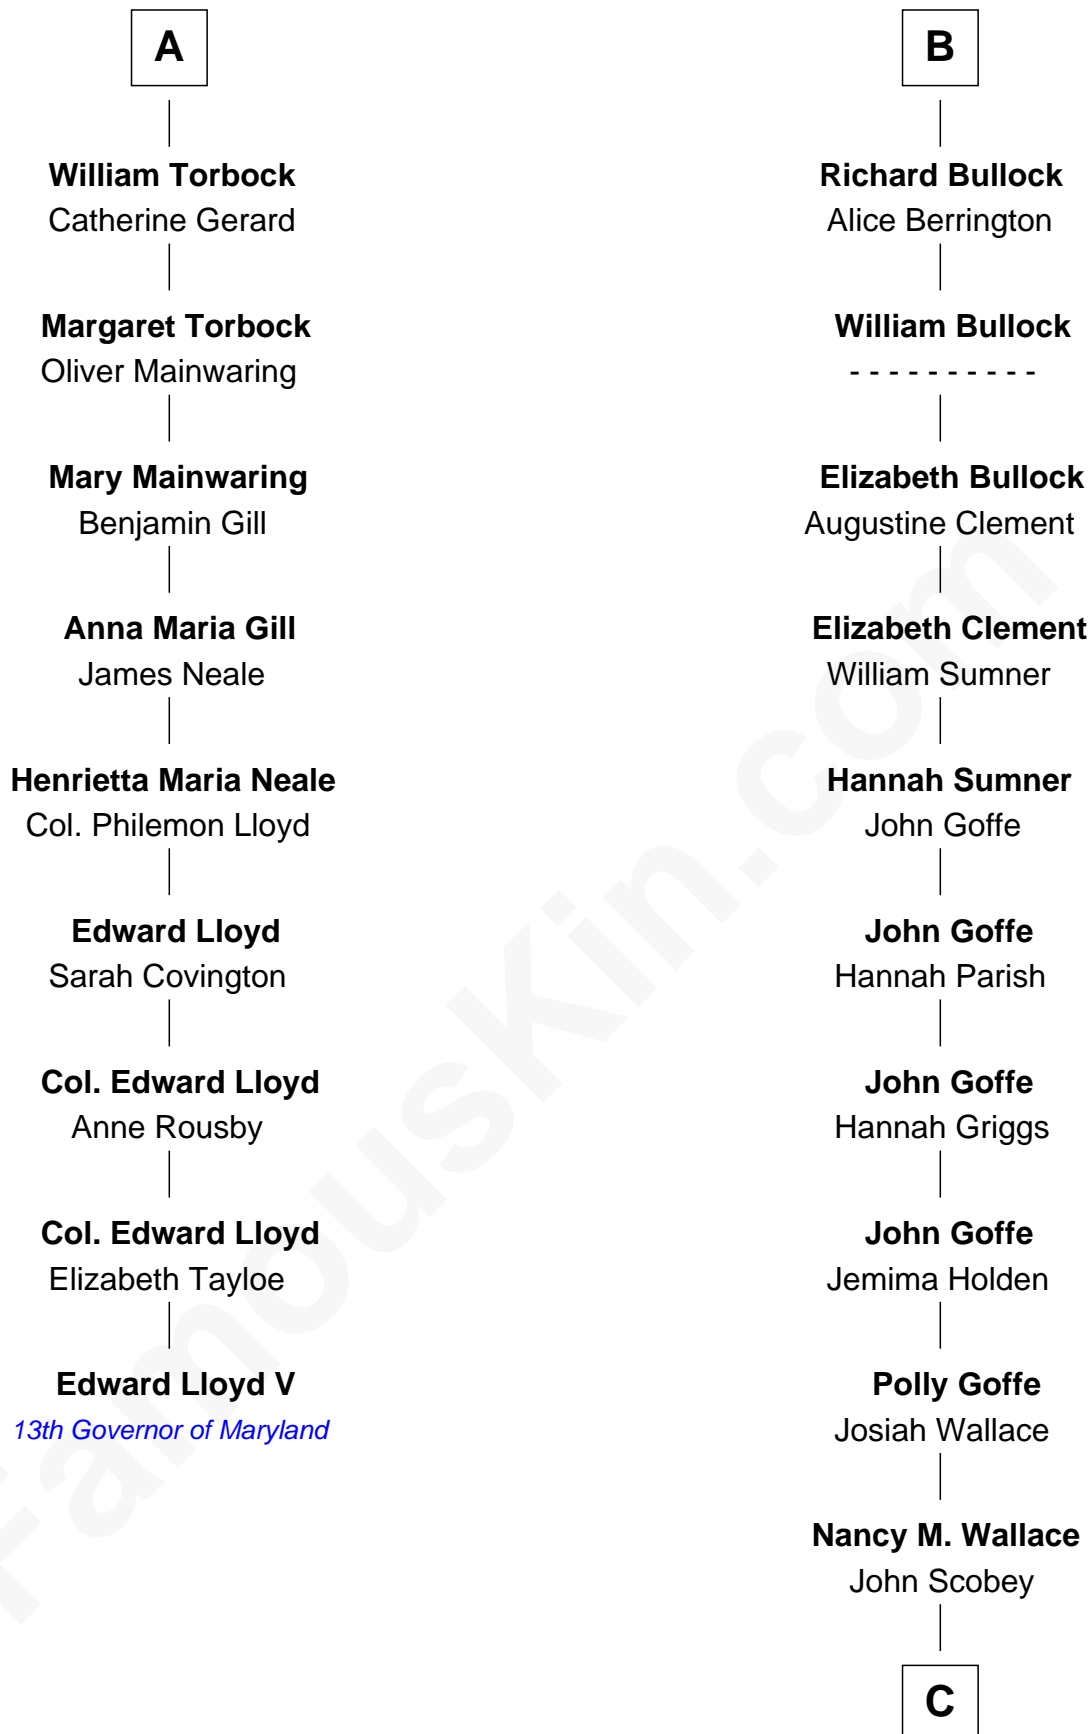 A
William Torbock
Catherine Gerard
Margaret Torbock
Oliver Mainwaring
Mary Mainwaring
Benjamin Gill
Anna Maria Gill
James Neale
Henrietta Maria Neale
Col. Philemon Lloyd
Edward Lloyd
Sarah Covington
Col. Edward Lloyd
Anne Rousby
Col. Edward Lloyd
Elizabeth Tayloe
Edward Lloyd V
13th Governor of Maryland
B
Richard Bullock
Alice Berrington
William Bullock
- - - - - - - - - -
Elizabeth Bullock
Augustine Clement
Elizabeth Clement
William Sumner
Hannah Sumner
John Goffe
John Goffe
Hannah Parish
John Goffe
Hannah Griggs
John Goffe
Jemima Holden
Polly Goffe
Josiah Wallace
Nancy M. Wallace
John Scobey
C
FamousKin.com